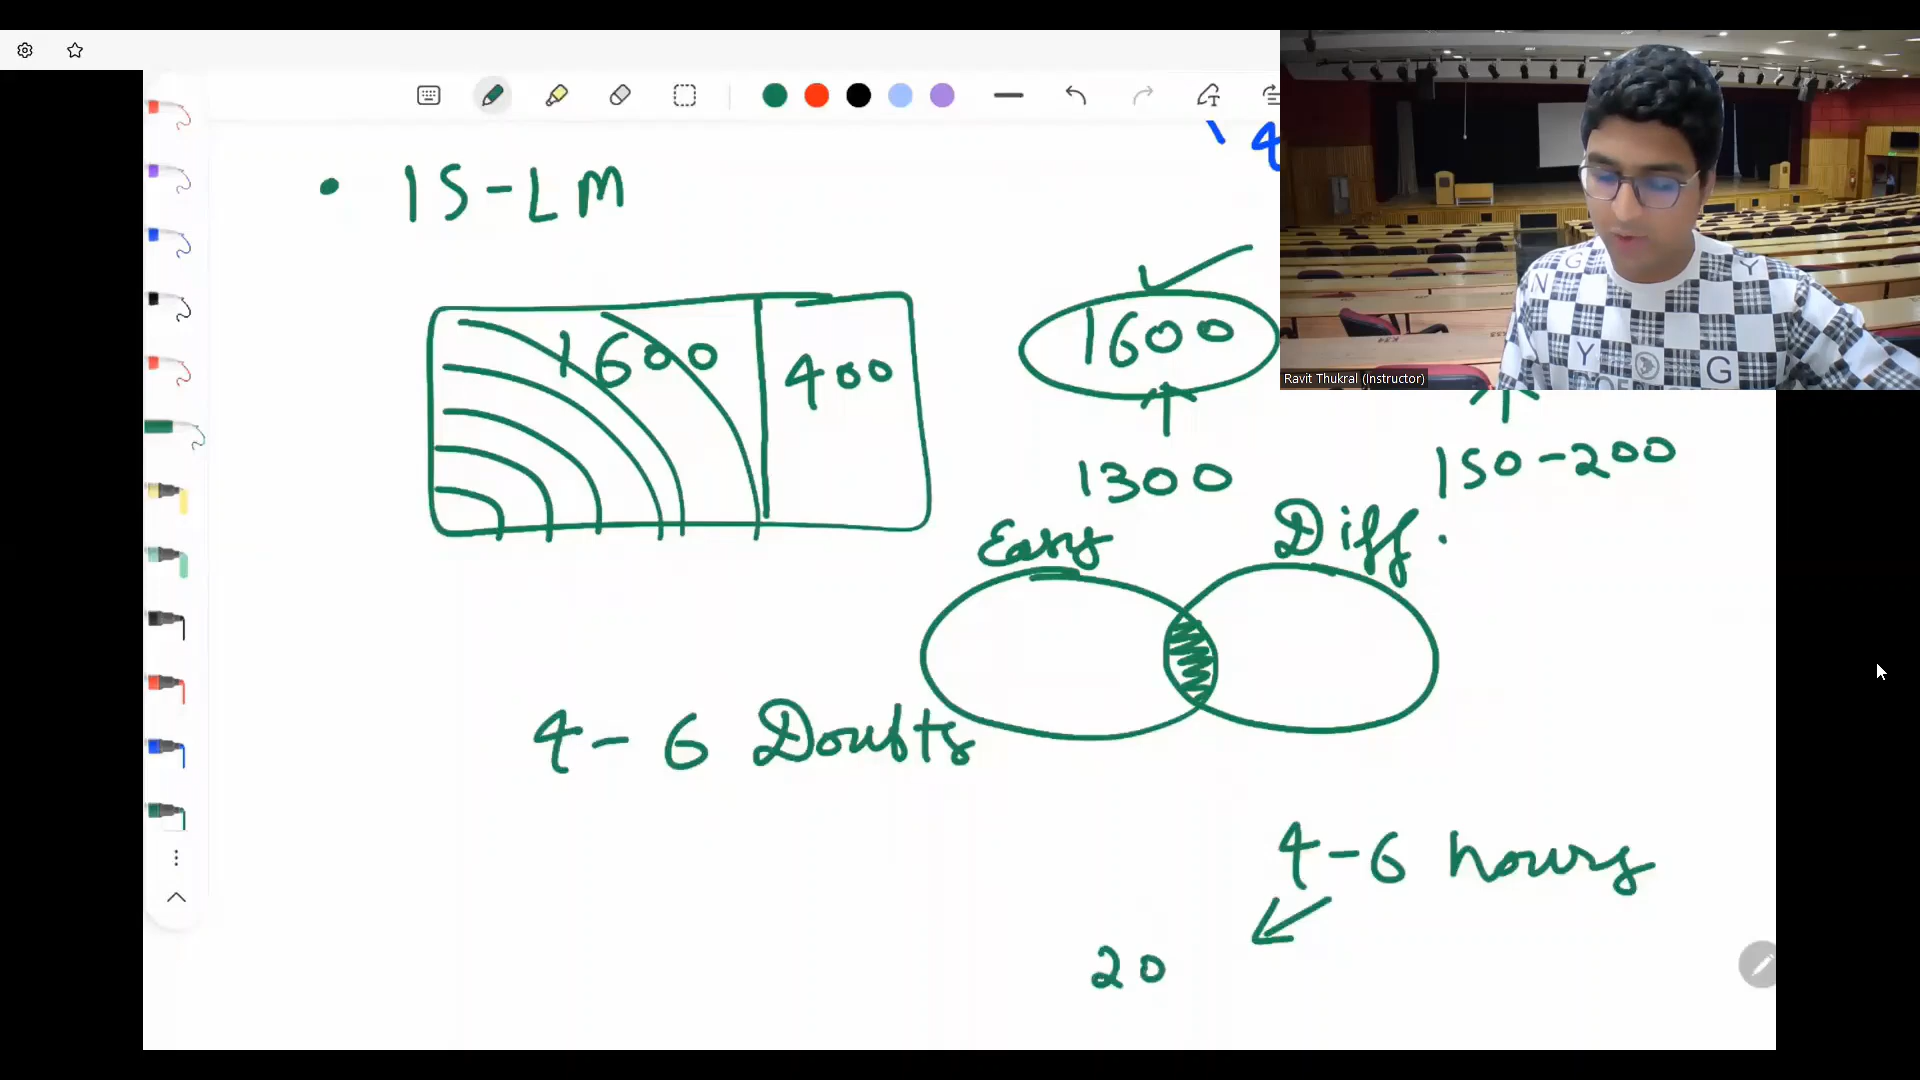 • IS-LM
1600
400
1600
1300
150-200
Easy
Diff.
4-6 Doubts
4-6 hours
20
4
Ravit Thukral (Instructor)
N G Y
Y G